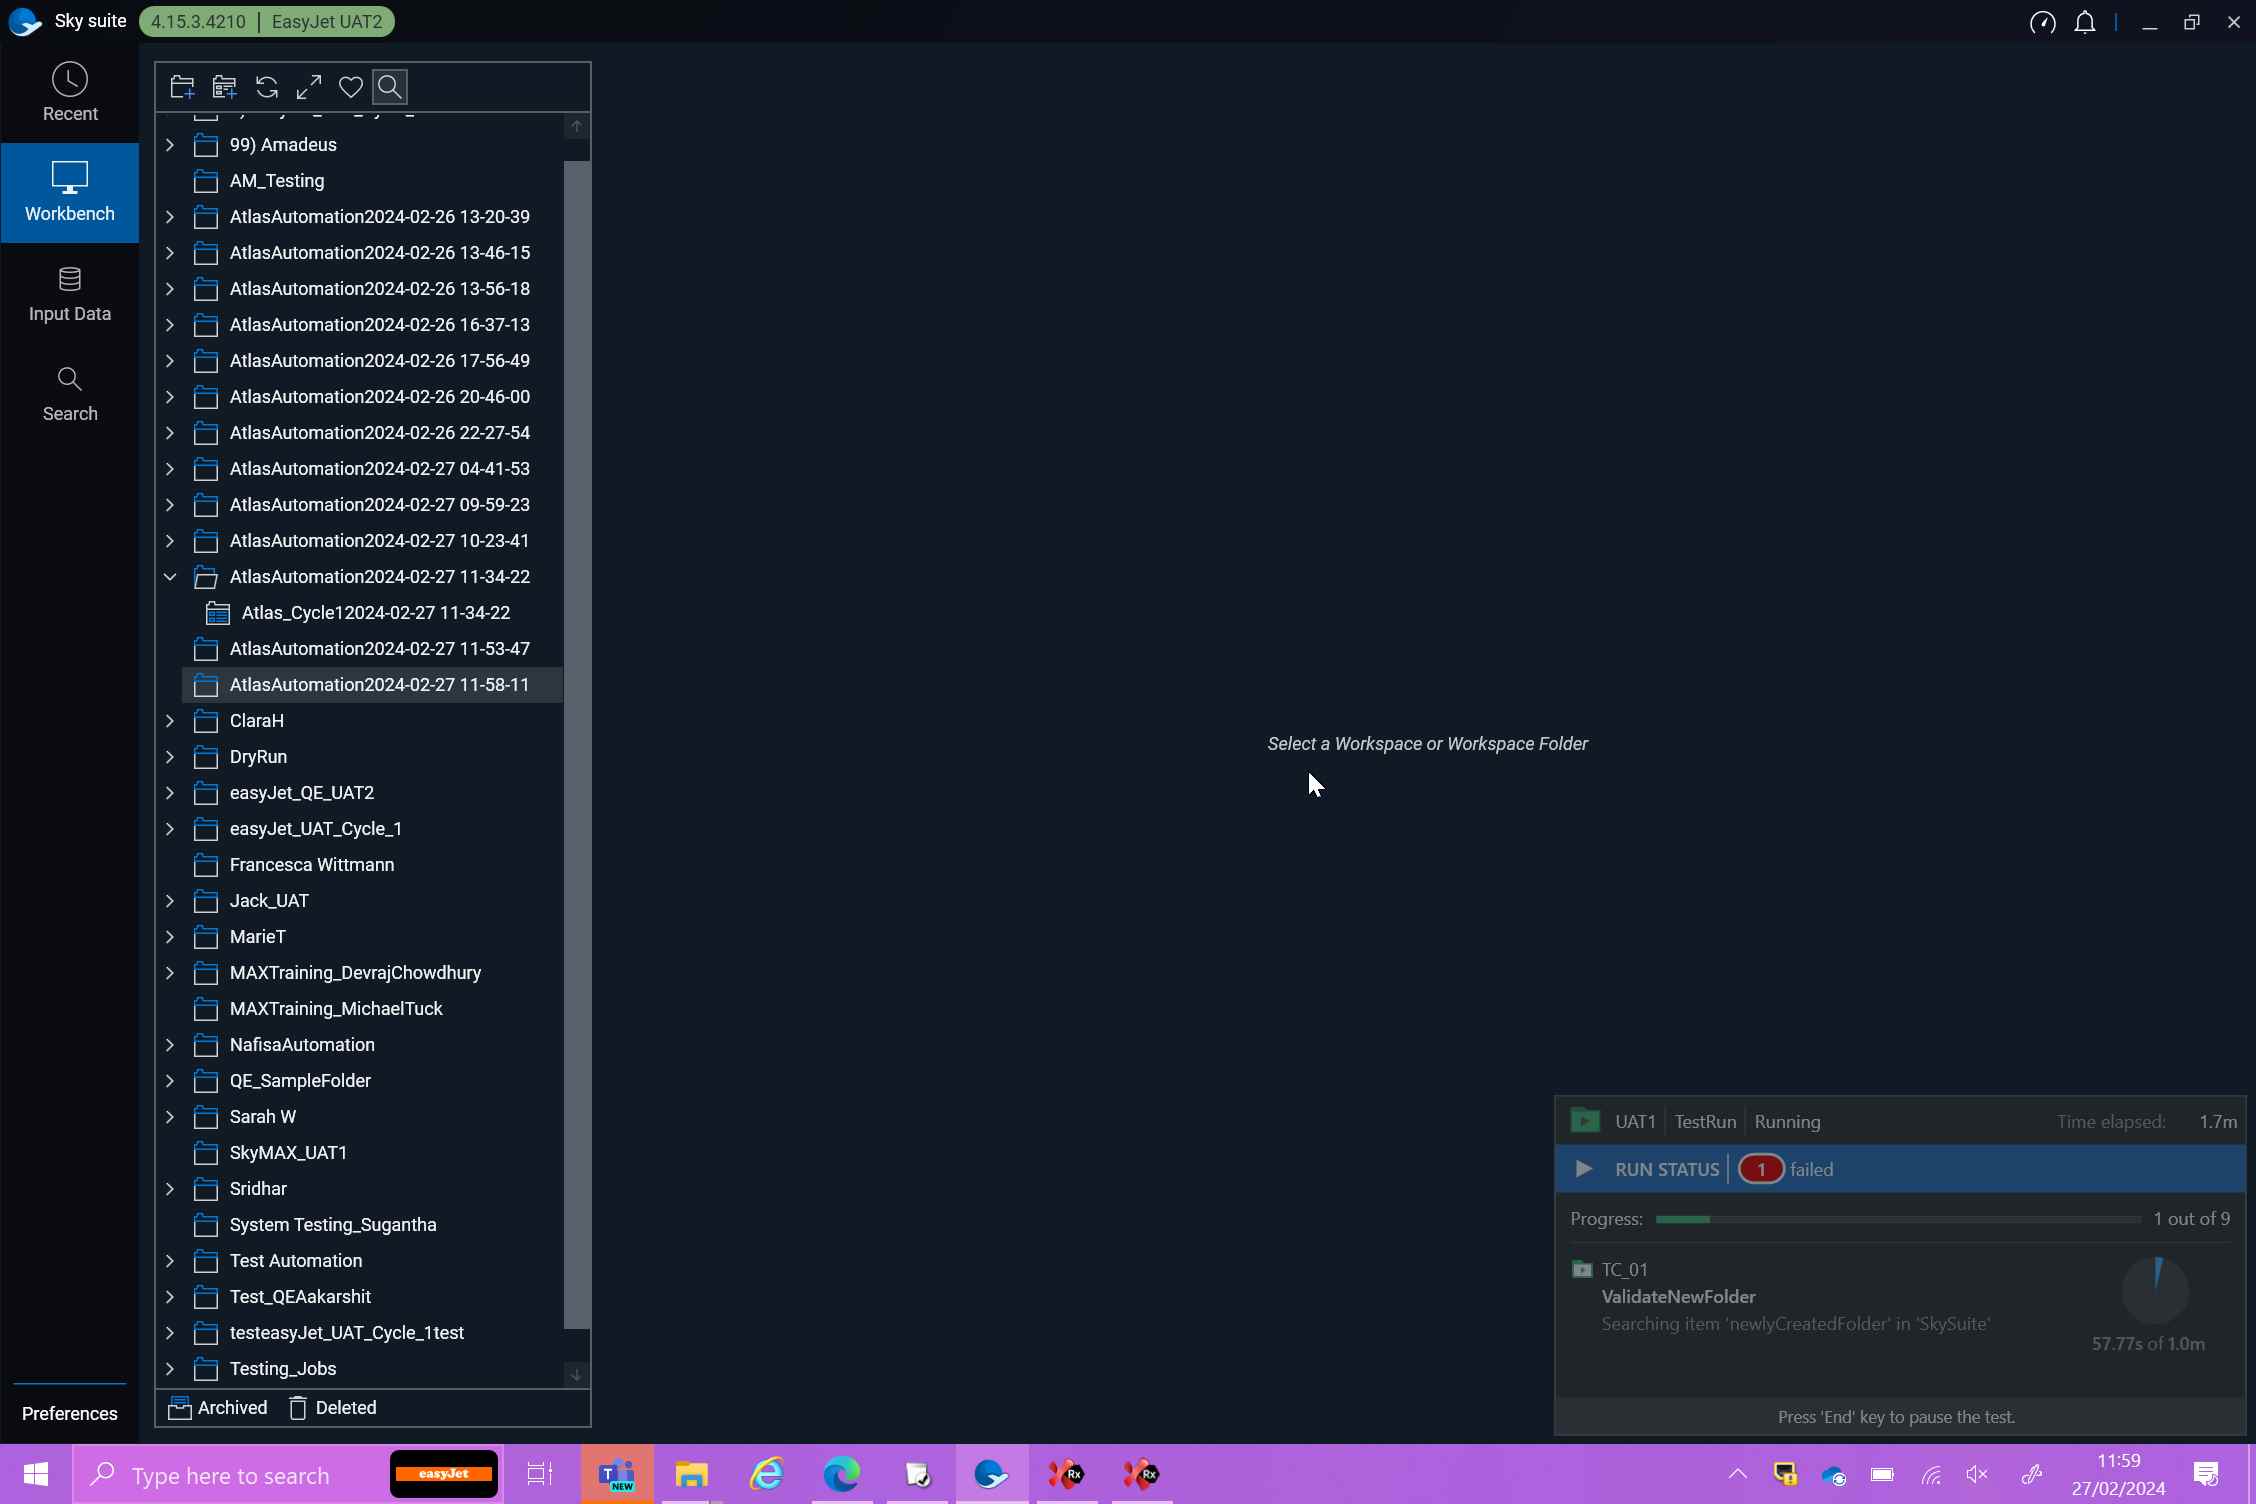 Sky suite 4.15.3.4210 | EasyJet UAT2
Recent
Workbench
Input Data
Search
Preferences
99) Amadeus
AM_Testing
AtlasAutomation2024-02-26 13-20-39
AtlasAutomation2024-02-26 13-46-15
AtlasAutomation2024-02-26 13-56-18
AtlasAutomation2024-02-26 16-37-13
AtlasAutomation2024-02-26 17-56-49
AtlasAutomation2024-02-26 20-46-00
AtlasAutomation2024-02-26 22-27-54
AtlasAutomation2024-02-27 04-41-53
AtlasAutomation2024-02-27 09-59-23
AtlasAutomation2024-02-27 10-23-41
AtlasAutomation2024-02-27 11-34-22
Atlas_Cycle12024-02-27 11-34-22
AtlasAutomation2024-02-27 11-53-47
AtlasAutomation2024-02-27 11-58-11
ClaraH
DryRun
easyJet_QE_UAT2
easyJet_UAT_Cycle_1
Francesca Wittmann
Jack_UAT
MarieT
MAXTraining_DevrajChowdhury
MAXTraining_MichaelTuck
NafisaAutomation
QE_SampleFolder
Sarah W
SkyMAX_UAT1
Sridhar
System Testing_Sugantha
Test Automation
Test_QEAakarshit
testeasyJet_UAT_Cycle_1test
Testing_Jobs
Archived Deleted
Select a Workspace or Workspace Folder
UAT1 TestRun Running Time elapsed: 1.7m
RUN STATUS 1 failed
Progress: 1 out of 9
TC_01
ValidateNewFolder
Searching item 'newlyCreatedFolder' in 'SkySuite'
57.77s of 1.0m
Press 'End' key to pause the test.
Type here to search easyJet
T NEW
Rx
Rx
11:59
27/02/2024